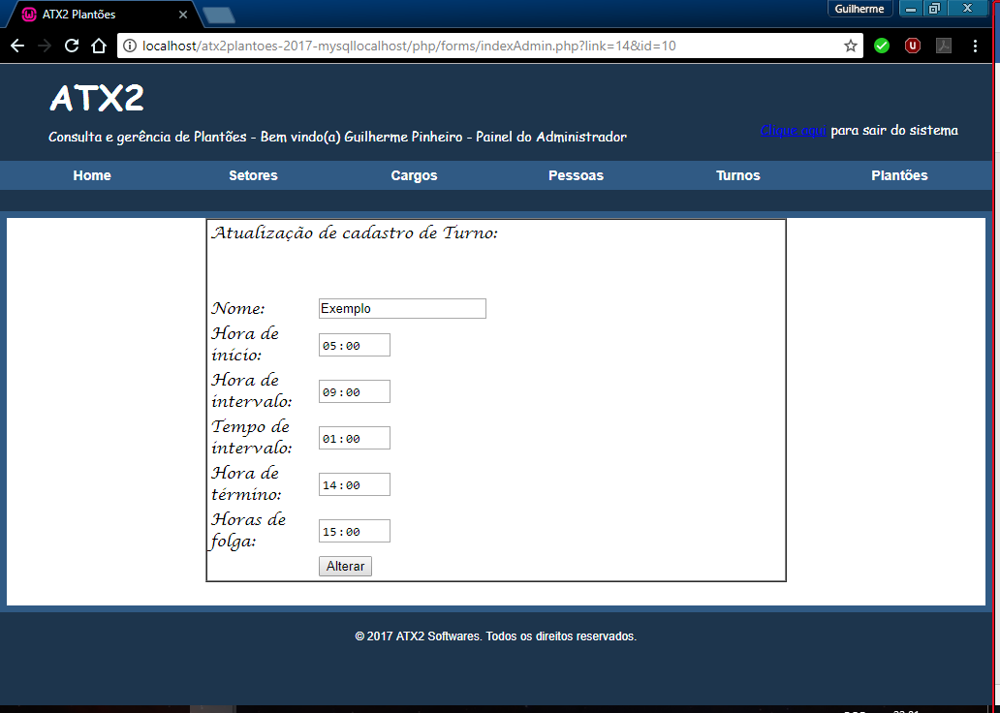 ATX2 Plantões
Guilherme
localhost/atx2plantoes-2017-mysqllocalhost/php/forms/indexAdmin.php?link=14&id=10
ATX2
Consulta e gerência de Plantões - Bem vindo(a) Guilherme Pinheiro - Painel do Administrador
Clique aqui para sair do sistema
Home Setores Cargos Pessoas Turnos Plantões
Atualização de cadastro de Turno:
Nome: Exemplo
Hora de
início: 05:00
Hora de
intervalo: 09:00
Tempo de
intervalo: 01:00
Hora de
término: 14:00
Horas de
folga: 15:00
Alterar
© 2017 ATX2 Softwares. Todos os direitos reservados.